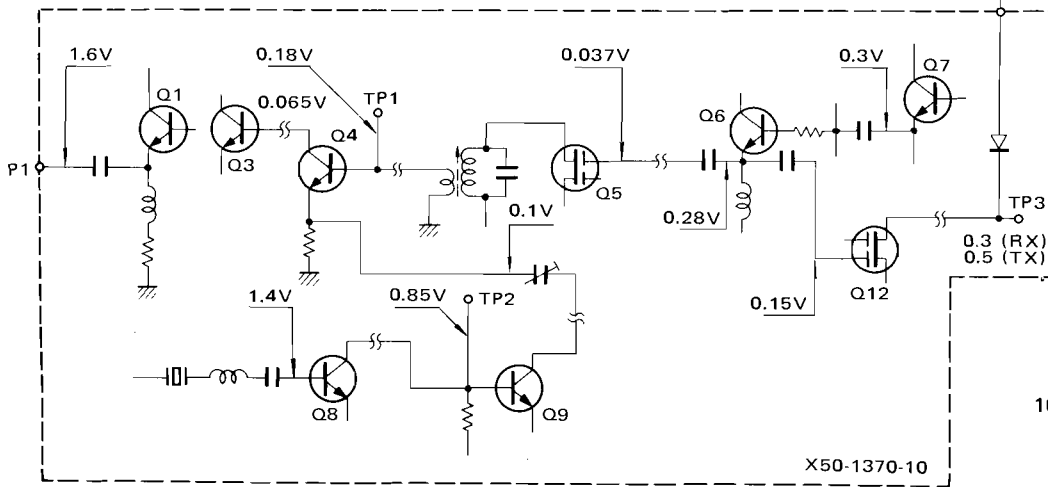 1.6V
0.18V
0.037V
0.3V
Q7
Q1
0.065V
TP1
Q6
Q4
P1
Q3
Q5
TP3
0.1V
0.28V
0.3 (RX)
0.5 (TX)
1.4V
0.85V
TP2
0.15V
Q12
Q8
Q9
X50-1370-10